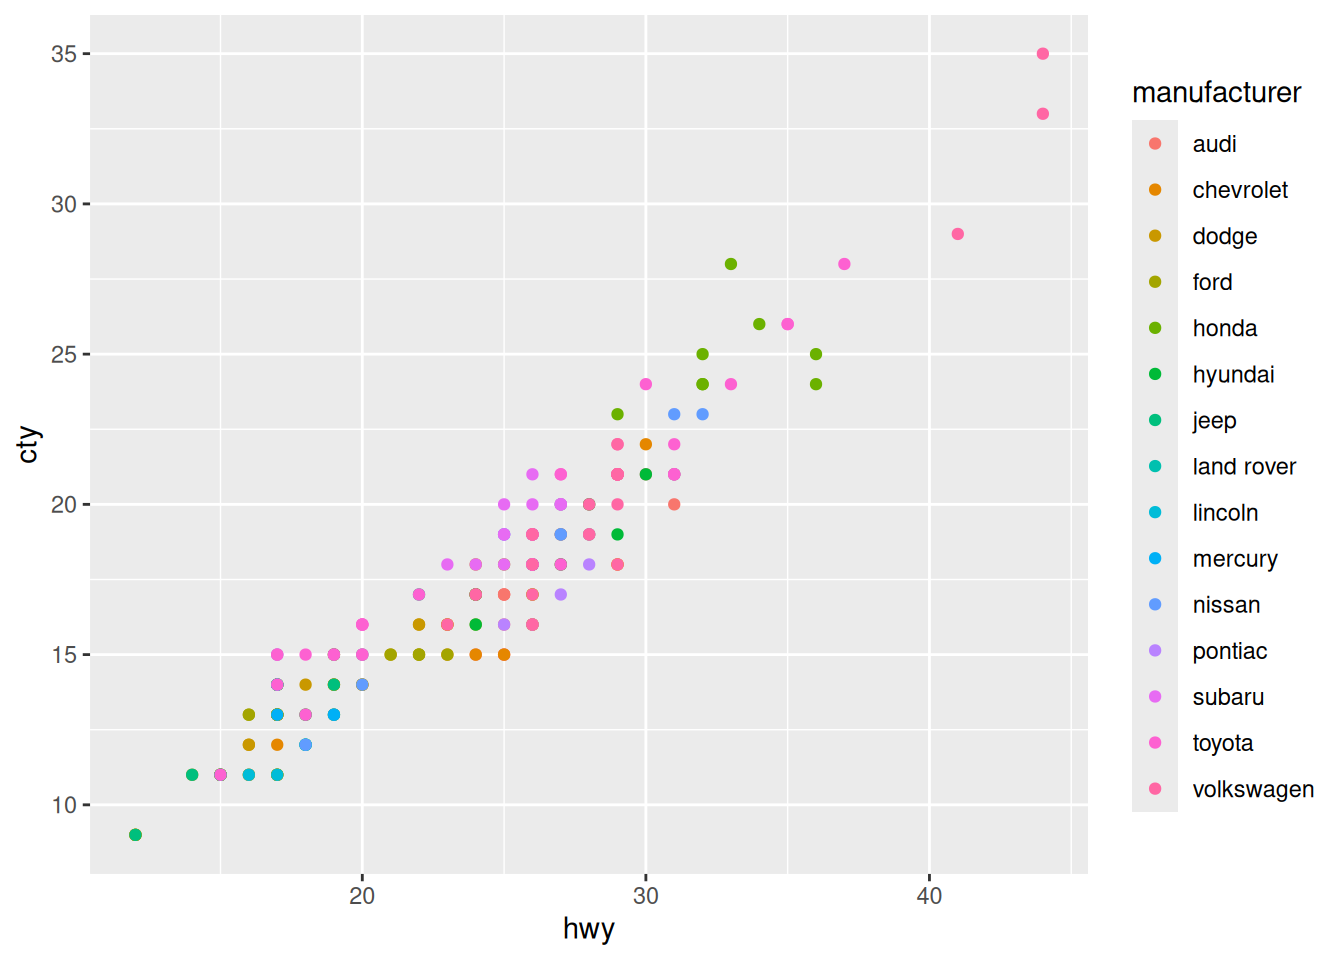 35
30
25
20
15
10
cty
20
30
40
hwy
manufacturer
audi
chevrolet
dodge
ford
honda
hyundai
jeep
land rover
lincoln
mercury
nissan
pontiac
subaru
toyota
volkswagen